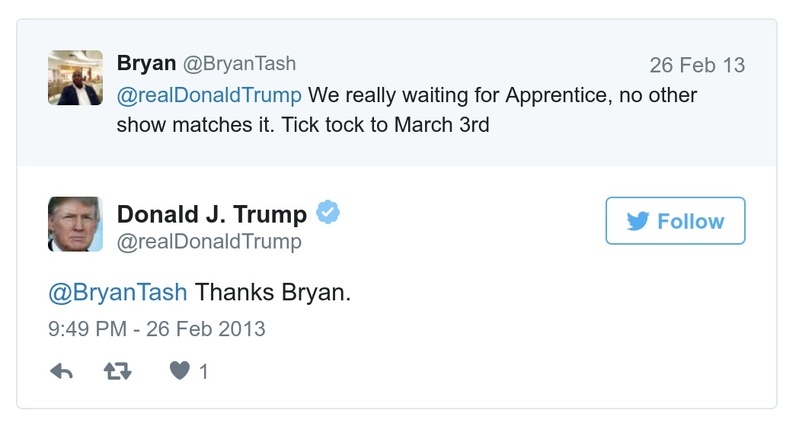 Bryan @BryanTash 26 Feb 13
@realDonaldTrump We really waiting for Apprentice, no other
show matches it. Tick tock to March 3rd
Donald J. Trump
@realDonaldTrump
Follow
@BryanTash Thanks Bryan.
9:49 PM - 26 Feb 2013
1